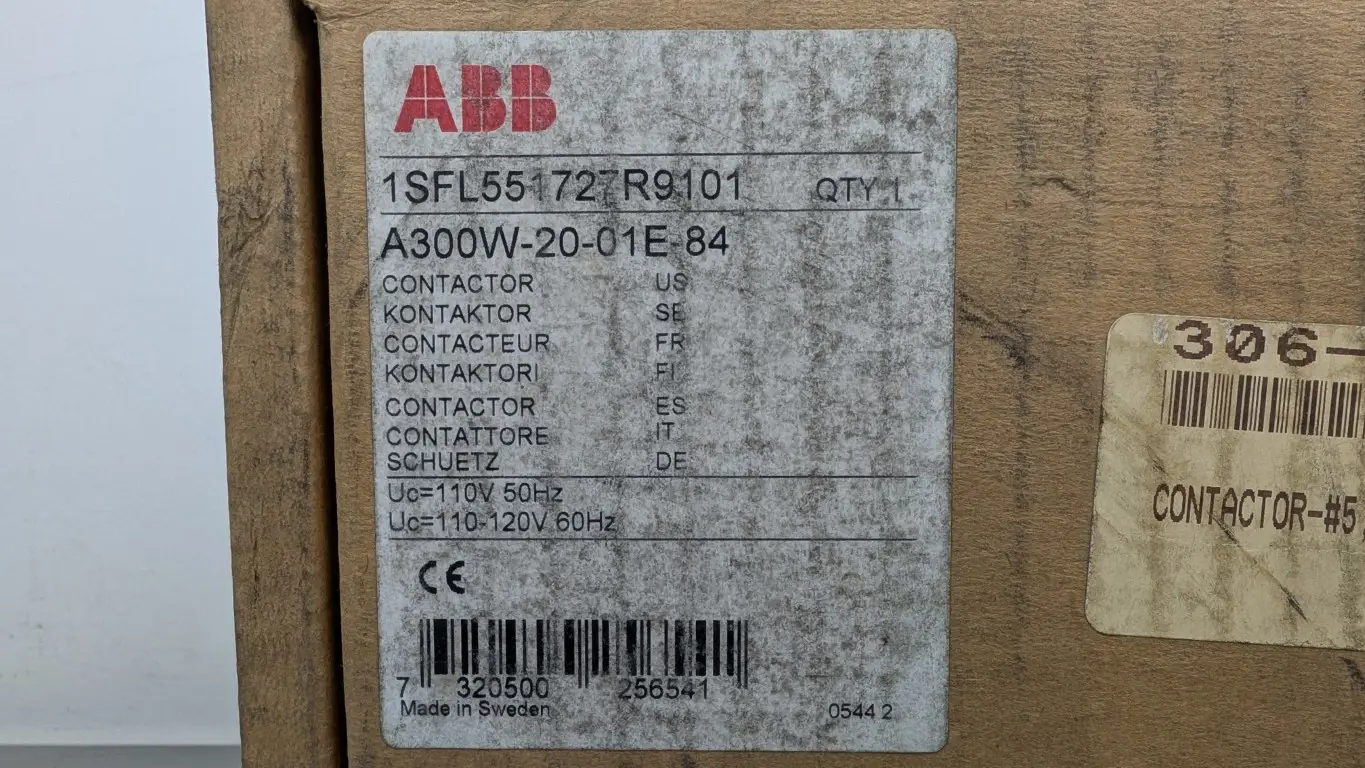 ABB
1SFL551727R9101 QTY 1
A300W-20-01E-84
CONTACTOR US
KONTAKTOR SE
CONTACTEUR FR
KONTAKTORI FI
CONTACTOR ES
CONTATTORE IT
SCHUETZ DE
Uc=110V 50Hz
Uc=110-120V 60Hz
CE
7 320500 256541
Made in Sweden 0544 2
306-
CONTACTOR-#5